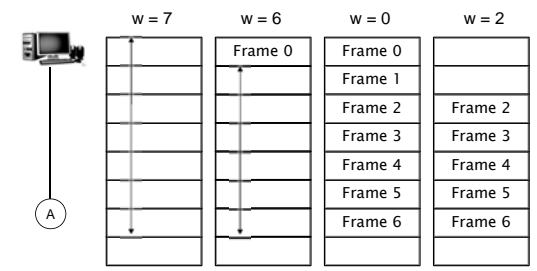 w = 7 w = 6 w = 0 w = 2
Frame 0 Frame 0
Frame 1
Frame 2 Frame 2
Frame 3 Frame 3
Frame 4 Frame 4
Frame 5 Frame 5
A Frame 6 Frame 6